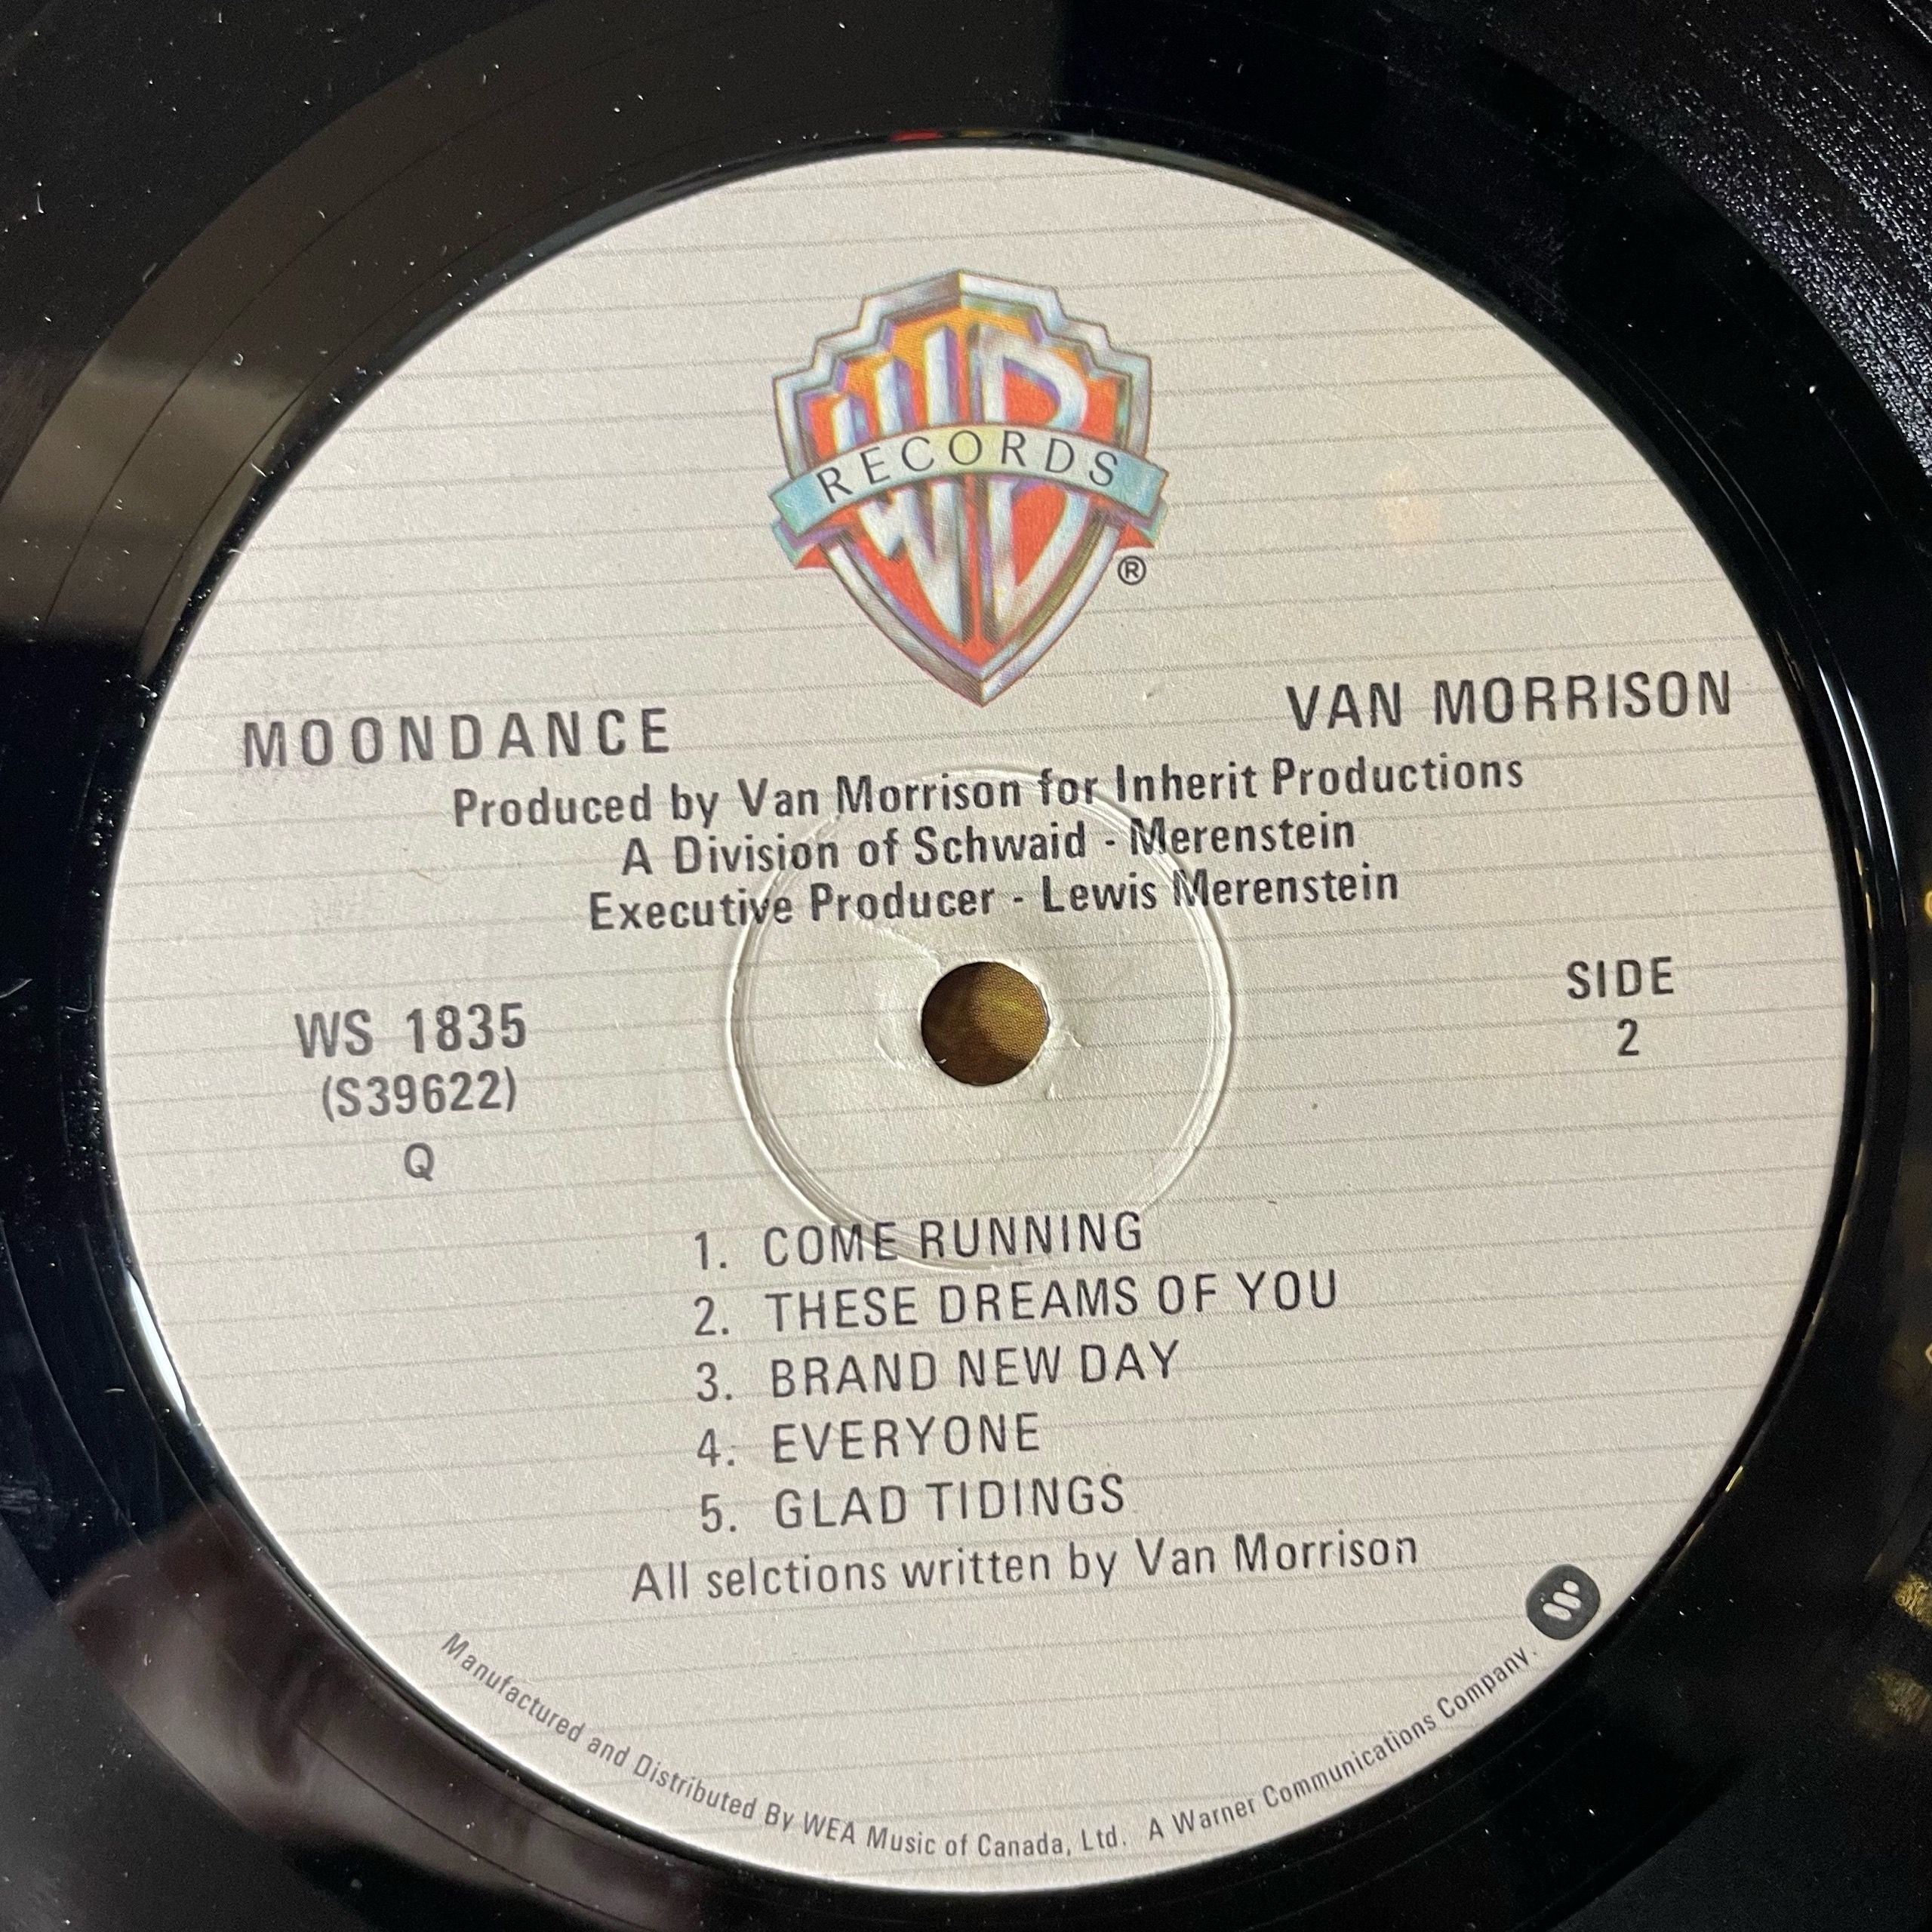 WB
RECORDS
®
MOONDANCE
VAN MORRISON
Produced by Van Morrison for Inherit Productions
A Division of Schwaid - Merenstein
Executive Producer - Lewis Merenstein
WS 1835
(S39622)
Q
SIDE
2
1. COME RUNNING
2. THESE DREAMS OF YOU
3. BRAND NEW DAY
4. EVERYONE
5. GLAD TIDINGS
All selctions written by Van Morrison
Manufactured and Distributed By WEA Music of Canada, Ltd. A Warner Communications Company.